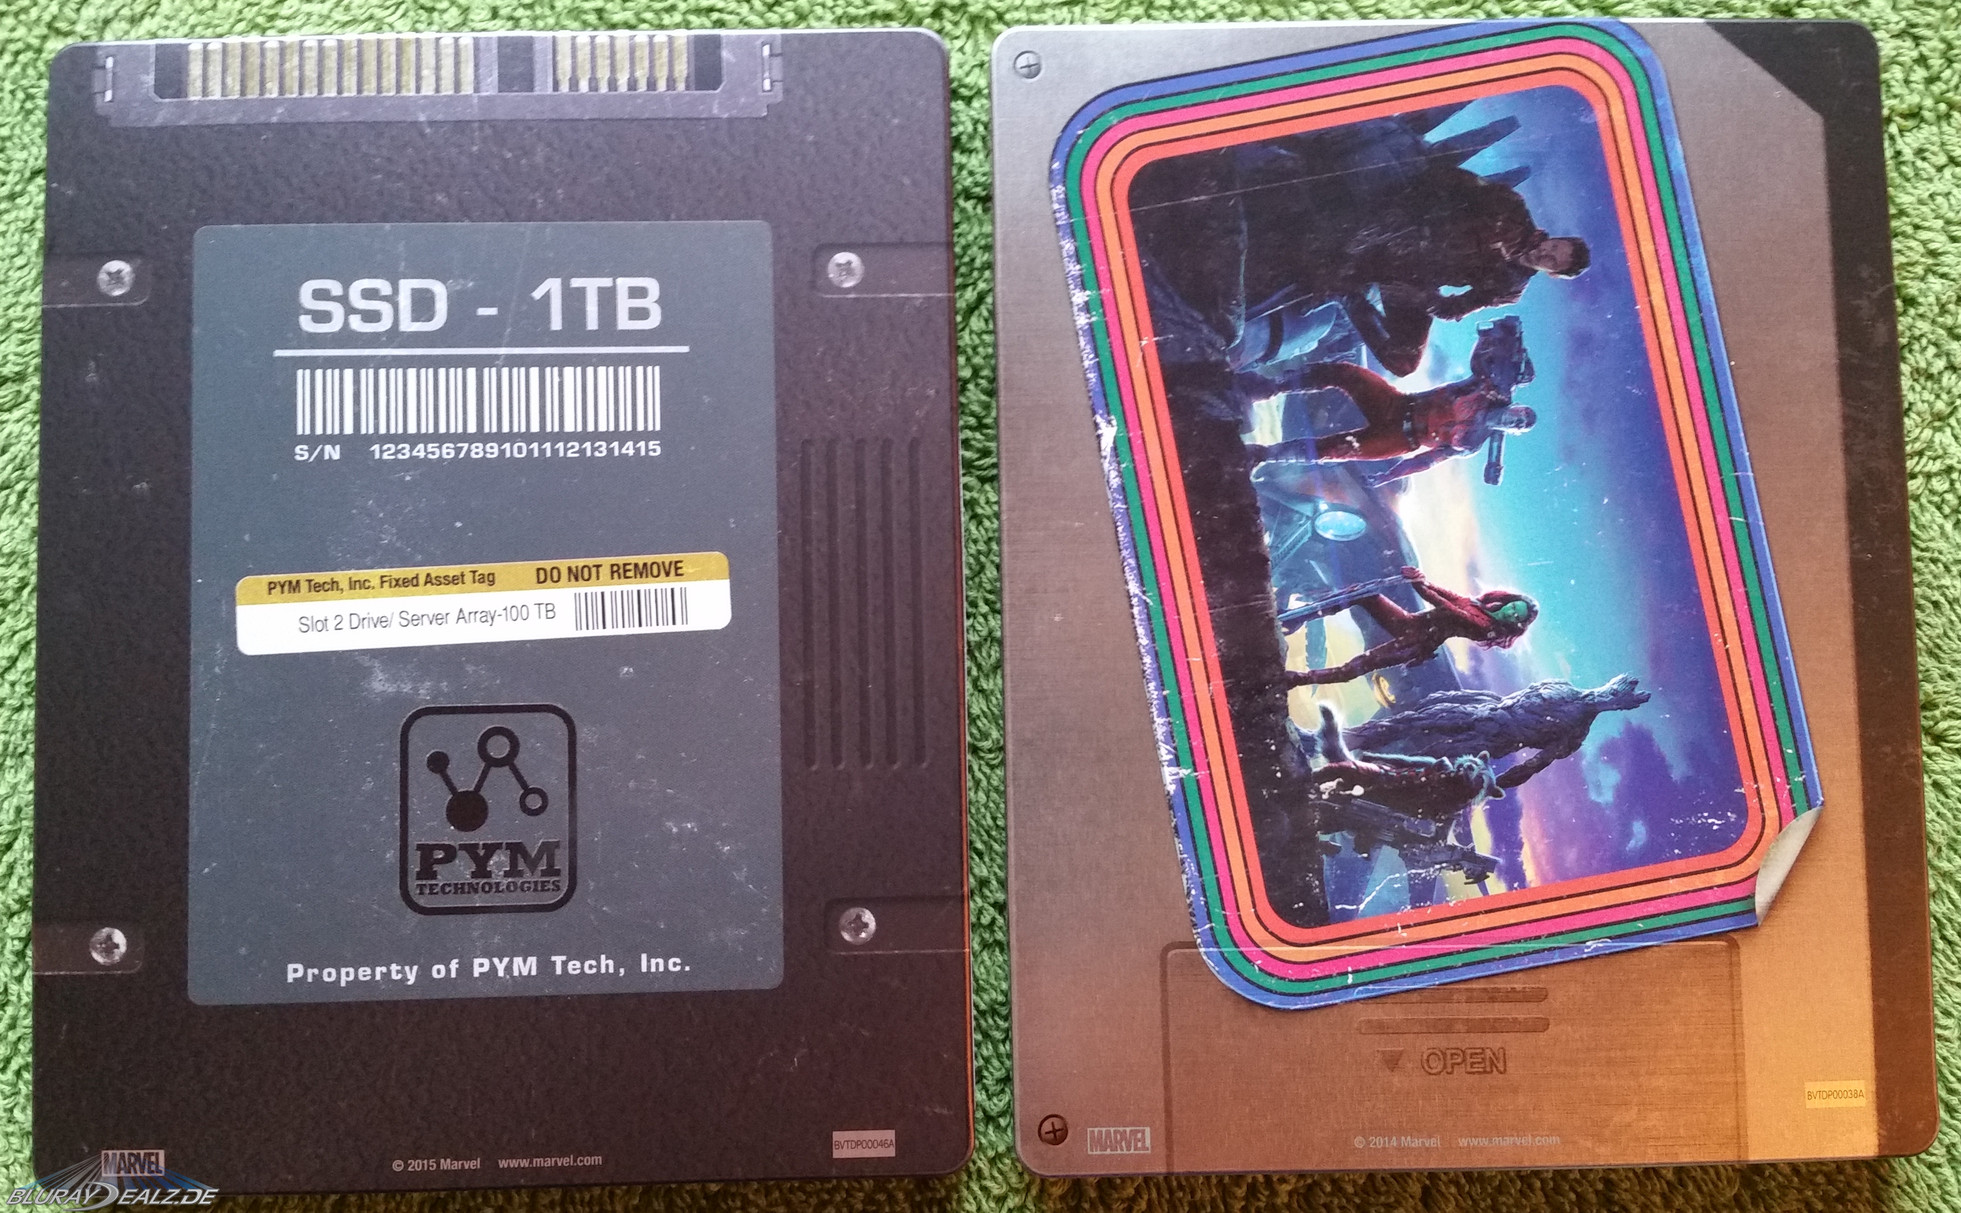 SSD - 1TB
S/N 123456789101112131415
PYM Tech, Inc. Fixed Asset Tag DO NOT REMOVE
Slot 2 Drive/ Server Array-100 TB
PYM
TECHNOLOGIES
Property of PYM Tech, Inc.
MARVEL
© 2015 Marvel www.marvel.com
BVTDP00046A
BLURAYDEALZ.DE
OPEN
BVTDP00038A
MARVEL
© 2014 Marvel www.marvel.com